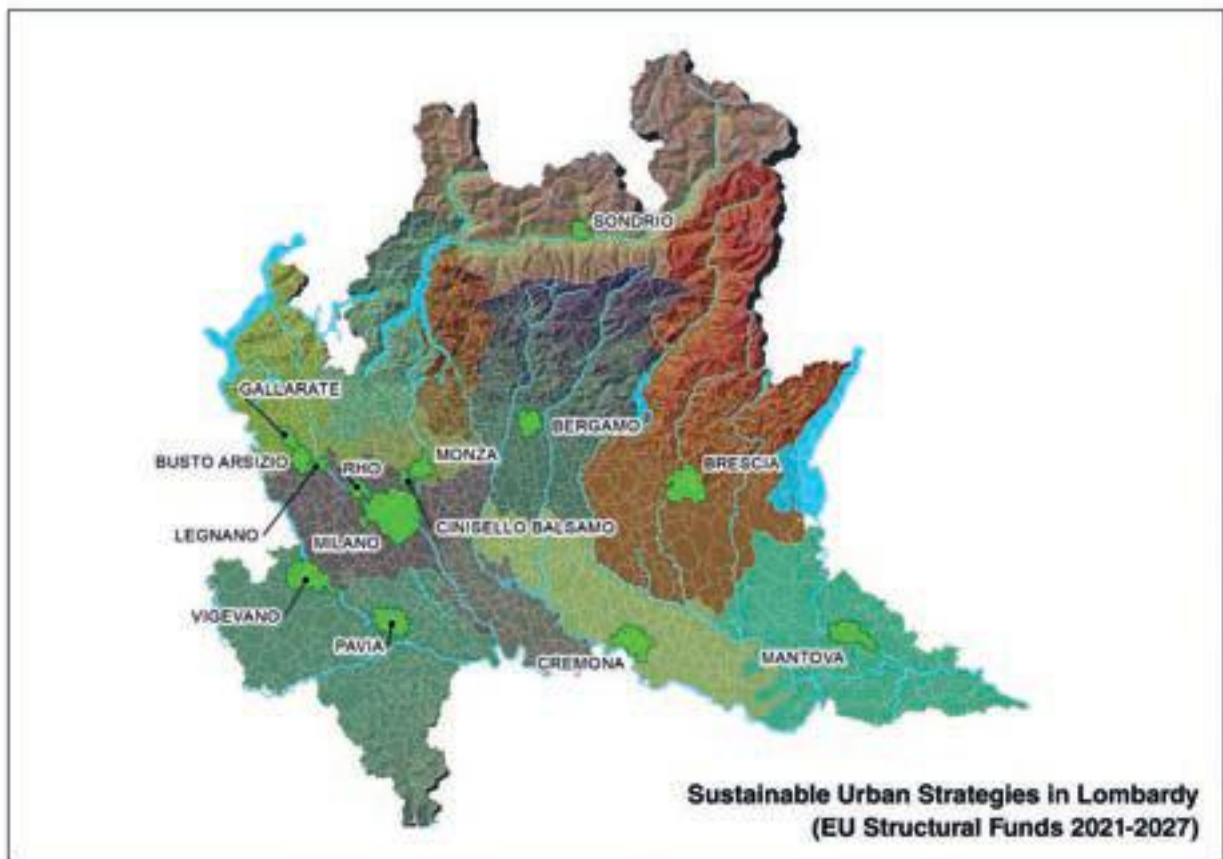 SONDRIO
GALLARATE
BERGAMO
BUSTO ARSIZIO
RHO
MONZA
BRESCIA
LEGNANO
MILANO
CINISELLO BALSAMO
VIGEVANO
PAVIA
CREMONA
MANTOVA
Sustainable Urban Strategies in Lombardy
(EU Structural Funds 2021-2027)